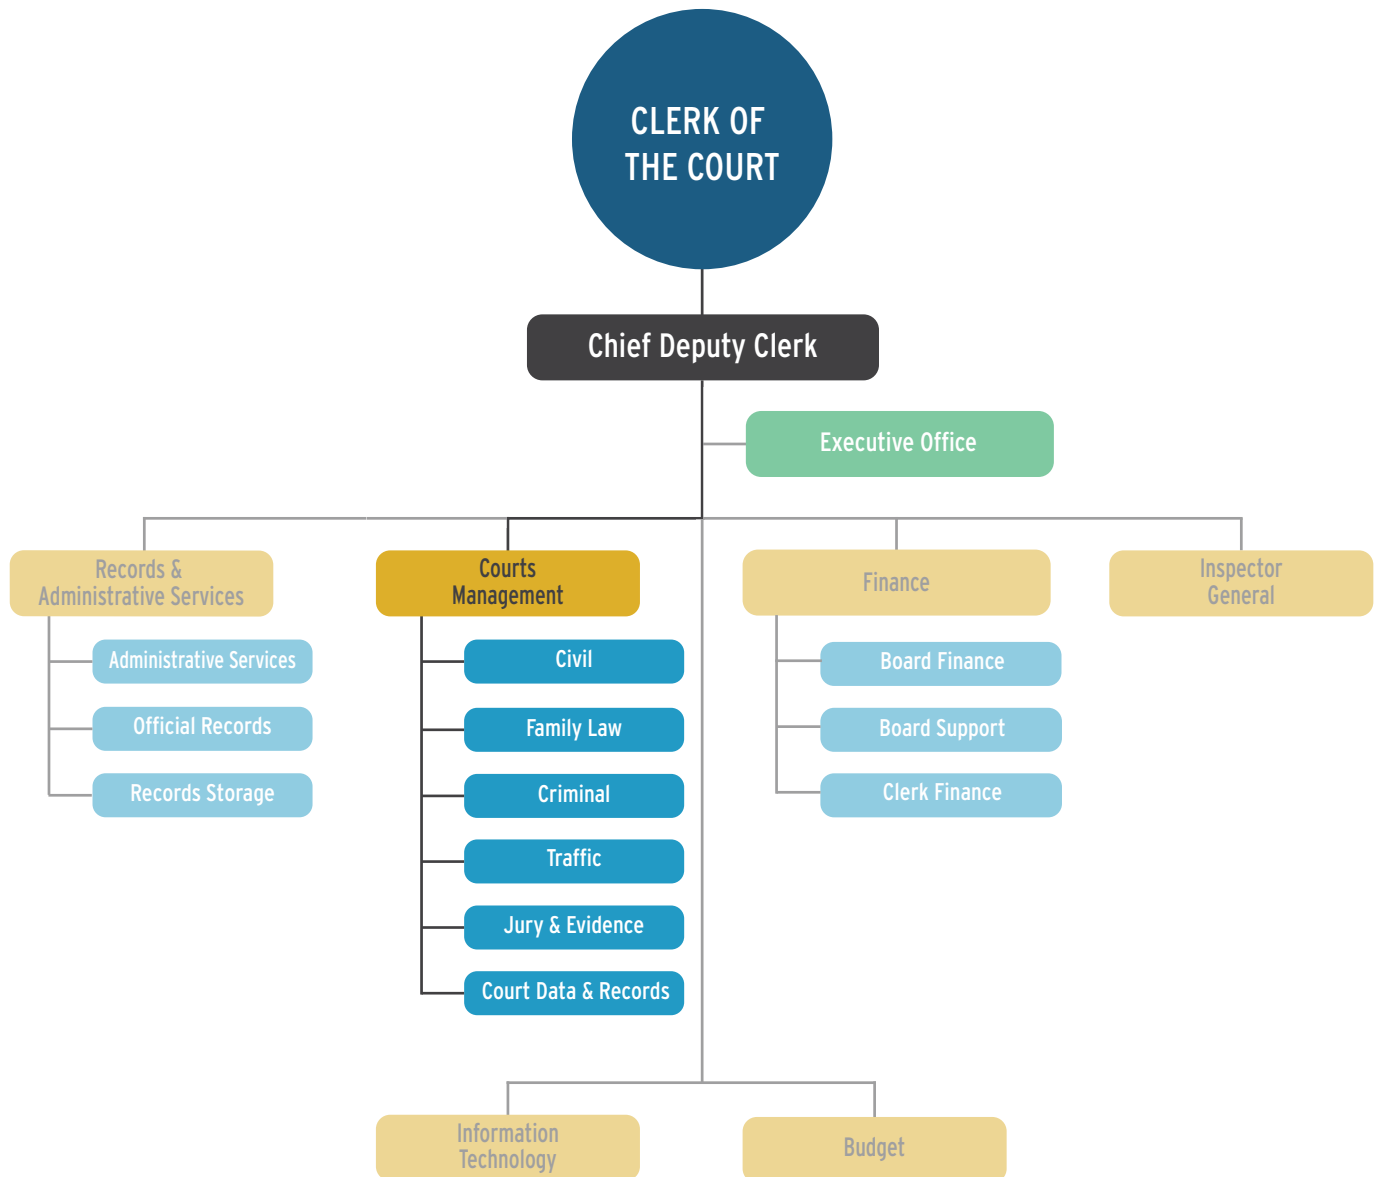 CLERK OF
THE COURT
Chief Deputy Clerk
Executive Office
Records &
Administrative Services
Administrative Services
Official Records
Records Storage
Courts
Management
Civil
Family Law
Criminal
Traffic
Jury & Evidence
Court Data & Records
Finance
Board Finance
Board Support
Clerk Finance
Inspector
General
Information
Technology
Budget